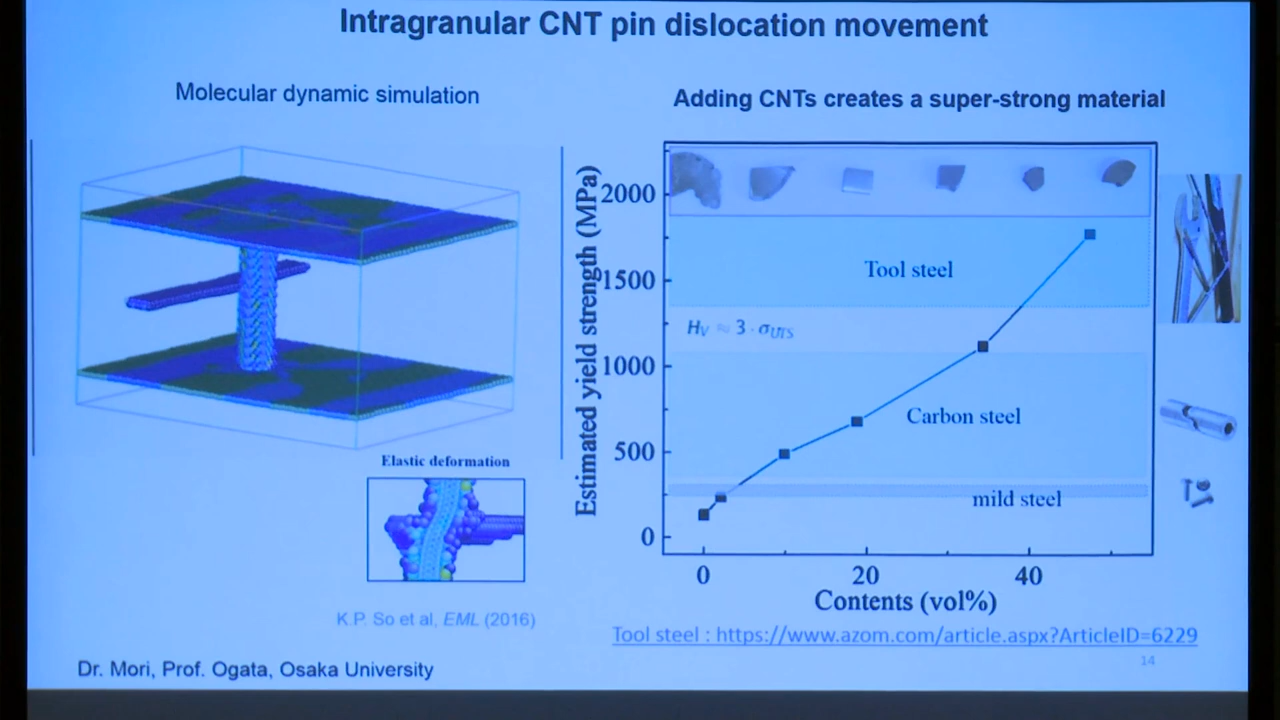 Intragranular CNT pin dislocation movement
Molecular dynamic simulation
Elastic deformation
K.P. So et al, EML (2016)
Dr. Mori, Prof. Ogata, Osaka University
Adding CNTs creates a super-strong material
Estimated yield strength (MPa)
2000
1500
1000
500
0
Tool steel
Hv ≈ 3 · σUTS
Carbon steel
mild steel
0 20 40
Contents (vol%)
Tool steel : https://www.azom.com/article.aspx?ArticleID=6229
14